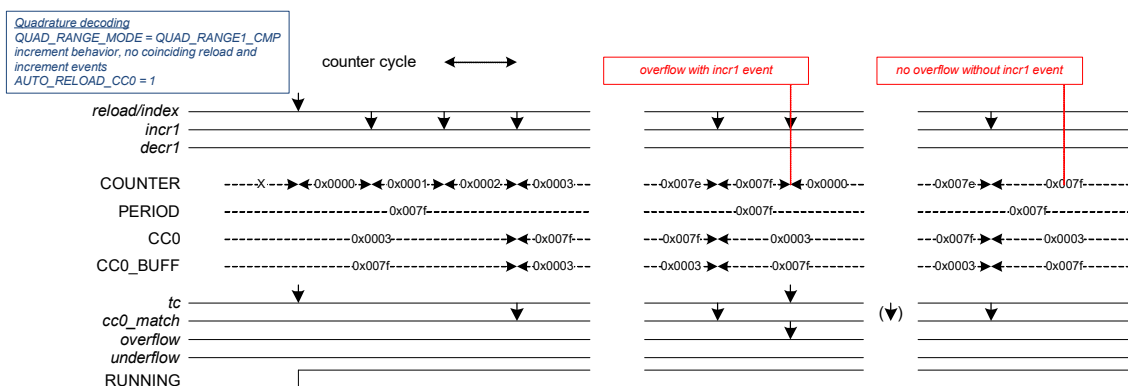 Quadrature decoding
QUAD_RANGE_MODE = QUAD_RANGE1_CMP
increment behavior, no coinciding reload and
increment events
AUTO_RELOAD_CC0 = 1
counter cycle
overflow with incr1 event
no overflow without incr1 event
reload/index
incr1
decr1
COUNTER X 0x0000 0x0001 0x0002 0x0003 0x007e 0x007f 0x0000 0x007e 0x007f
PERIOD 0x007f 0x007f 0x007f
CC0 0x0003 0x007f 0x007f 0x0003 0x007f 0x0003
CC0_BUFF 0x007f 0x0003 0x0003 0x007f 0x0003 0x007f
tc
cc0_match ( )
overflow
underflow
RUNNING